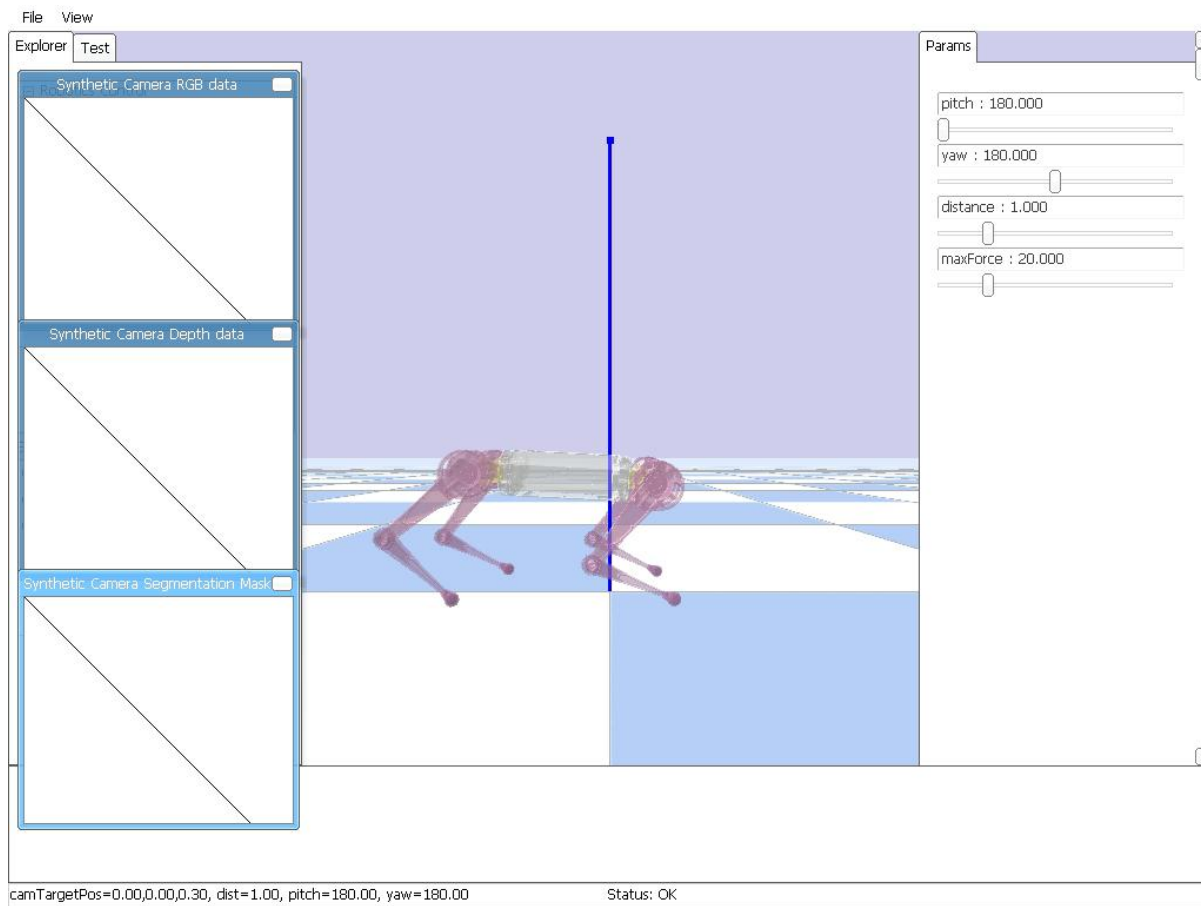 File View
Explorer Test
Params
Synthetic Camera RGB data
Robotics Control
pitch : 180.000
yaw : 180.000
distance : 1.000
maxForce : 20.000
Synthetic Camera Depth data
Synthetic Camera Segmentation Mask
camTargetPos=0.00,0.00,0.30, dist=1.00, pitch=180.00, yaw=180.00 Status: OK